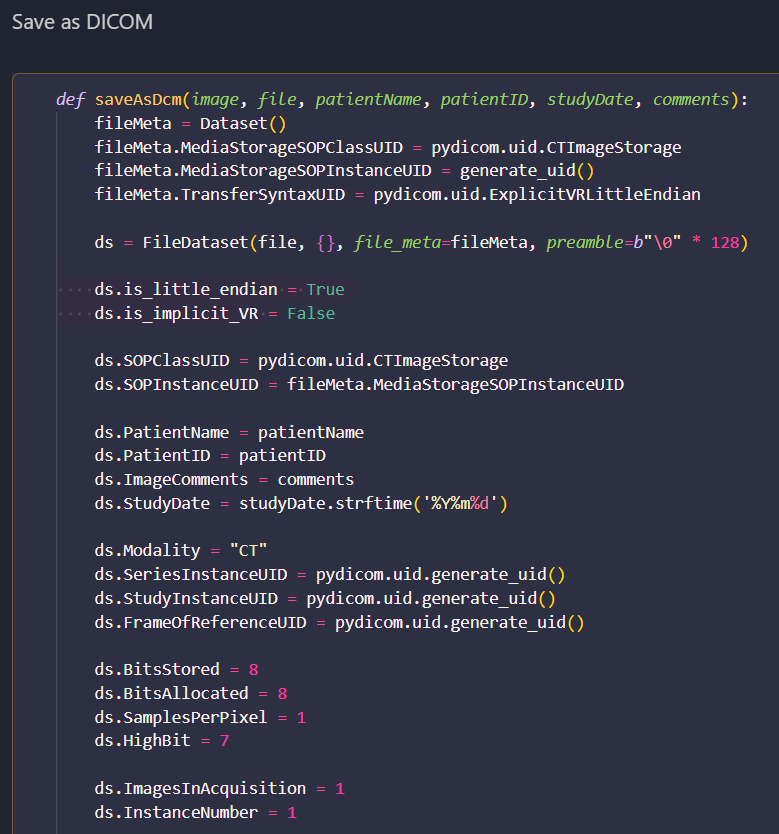 Save as DICOM
def saveAsDcm(image, file, patientName, patientID, studyDate, comments):
fileMeta = Dataset()
fileMeta.MediaStorageSOPClassUID = pydicom.uid.CTImageStorage
fileMeta.MediaStorageSOPInstanceUID = generate_uid()
fileMeta.TransferSyntaxUID = pydicom.uid.ExplicitVRLittleEndian
ds = FileDataset(file, {}, file_meta=fileMeta, preamble=b"\0" * 128)
ds.is_little_endian = True
ds.is_implicit_VR = False
ds.SOPClassUID = pydicom.uid.CTImageStorage
ds.SOPInstanceUID = fileMeta.MediaStorageSOPInstanceUID
ds.PatientName = patientName
ds.PatientID = patientID
ds.ImageComments = comments
ds.StudyDate = studyDate.strftime('%Y%m%d')
ds.Modality = "CT"
ds.SeriesInstanceUID = pydicom.uid.generate_uid()
ds.StudyInstanceUID = pydicom.uid.generate_uid()
ds.FrameOfReferenceUID = pydicom.uid.generate_uid()
ds.BitsStored = 8
ds.BitsAllocated = 8
ds.SamplesPerPixel = 1
ds.HighBit = 7
ds.ImagesInAcquisition = 1
ds.InstanceNumber = 1